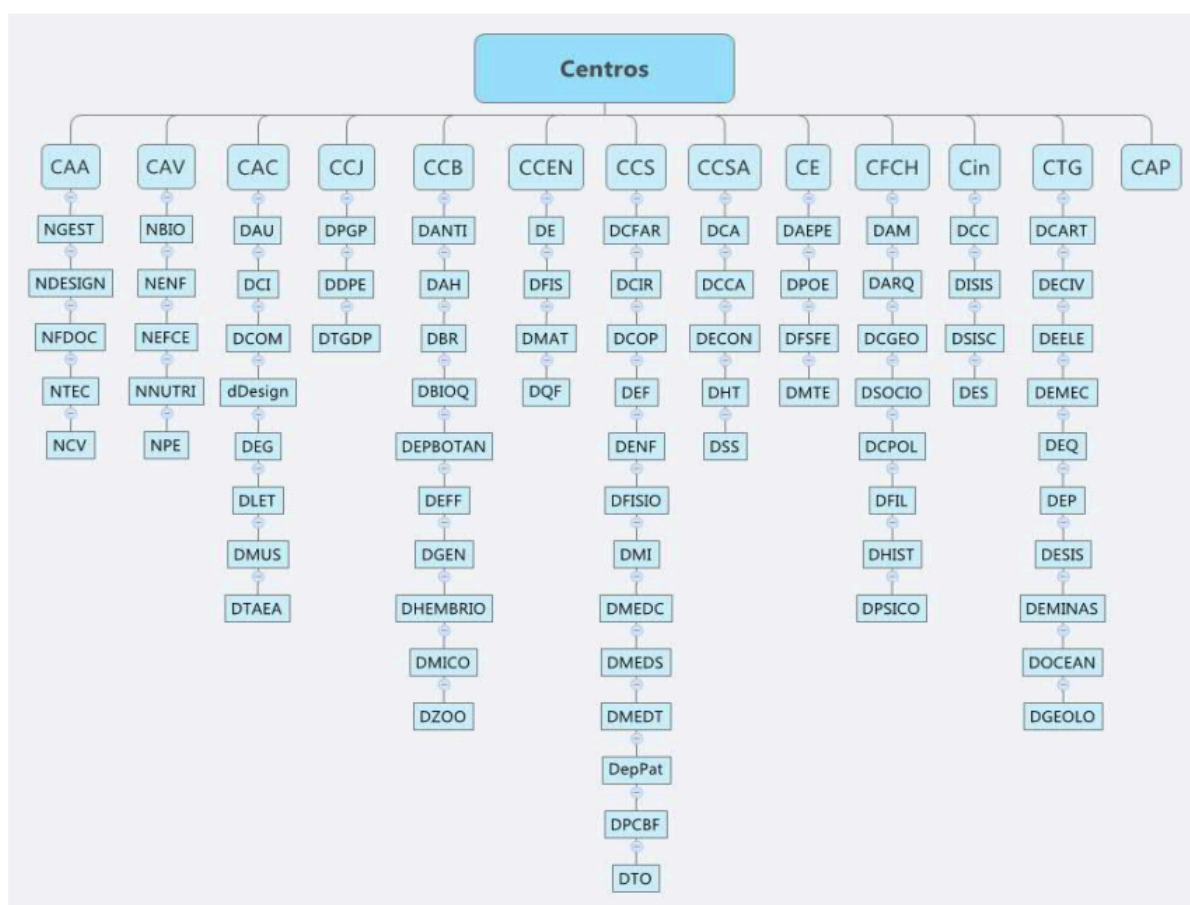 Centros
CAA
CAV
CAC
CCJ
CCB
CCEN
CCS
CCSA
CE
CFCH
Cin
CTG
CAP
NGEST
NDESIGN
NFDOC
NTEC
NCV
NBIO
NENF
NEFCE
NNUTRI
NPE
DAU
DCI
DCOM
dDesign
DEG
DLET
DMUS
DTAEA
DPGP
DDPE
DTGDP
DANTI
DAH
DBR
DBIOQ
DEPBOTAN
DEFF
DGEN
DHEMBRIO
DMICO
DZOO
DE
DFIS
DMAT
DQF
DCFAR
DCIR
DCOP
DEF
DENF
DFISIO
DMI
DMEDC
DMEDS
DMEDT
DepPat
DPCBF
DTO
DCA
DCCA
DECON
DHT
DSS
DAEPE
DPOE
DFSFE
DMTE
DAM
DARQ
DCGEO
DSOCIO
DCPOL
DFIL
DHIST
DPSICO
DCC
DISIS
DSISC
DES
DCART
DECIV
DEELE
DEMEC
DEQ
DEP
DESIS
DEMINAS
DOCEAN
DGEOLO